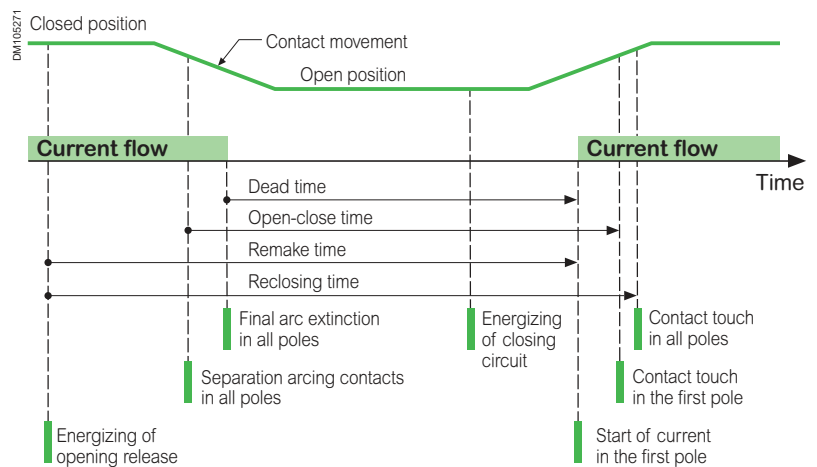 DM105271
Closed position
Contact movement
Open position
Current flow
Current flow
Time
Dead time
Open-close time
Remake time
Reclosing time
Final arc extinction
in all poles
Energizing
of closing
circuit
Contact touch
in all poles
Separation arcing contacts
in all poles
Contact touch
in the first pole
Energizing of
opening release
Start of current
in the first pole